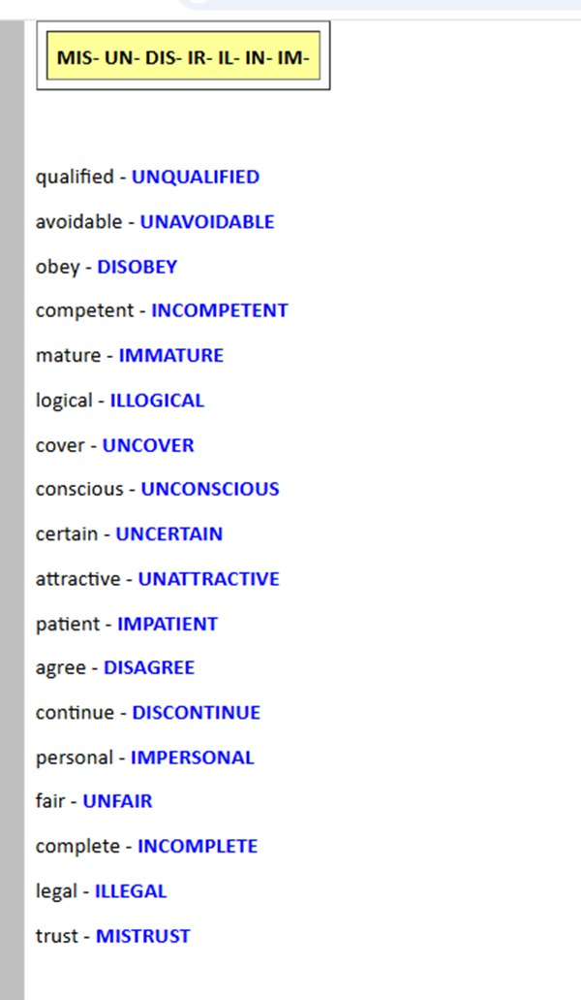 MIS- UN- DIS- IR- IL- IN- IM-
qualified - UNQUALIFIED
avoidable - UNAVOIDABLE
obey - DISOBEY
competent - INCOMPETENT
mature - IMMATURE
logical - ILLOGICAL
cover - UNCOVER
conscious - UNCONSCIOUS
certain - UNCERTAIN
attractive - UNATTRACTIVE
patient - IMPATIENT
agree - DISAGREE
continue - DISCONTINUE
personal - IMPERSONAL
fair - UNFAIR
complete - INCOMPLETE
legal - ILLEGAL
trust - MISTRUST